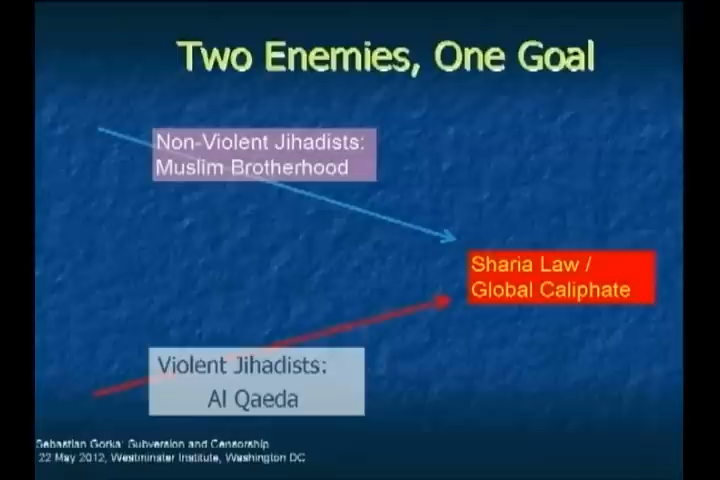 Two Enemies, One Goal
Non-Violent Jihadists:
Muslim Brotherhood
Sharia Law /
Global Caliphate
Violent Jihadists:
Al Qaeda
Sebastian Gorka: Subversion and Censorship
22 May 2012, Westminster Institute, Washington DC